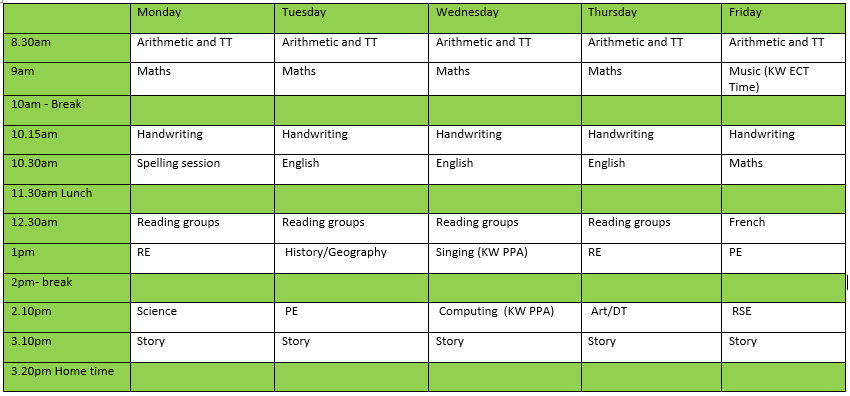 Monday Tuesday Wednesday Thursday Friday
8.30am Arithmetic and TT Arithmetic and TT Arithmetic and TT Arithmetic and TT Arithmetic and TT
9am Maths Maths Maths Maths Music (KW ECT
Time)
10am - Break
10.15am Handwriting Handwriting Handwriting Handwriting Handwriting
10.30am Spelling session English English English Maths
11.30am Lunch
12.30am Reading groups Reading groups Reading groups Reading groups French
1pm RE History/Geography Singing (KW PPA) RE PE
2pm- break
2.10pm Science PE Computing (KW PPA) Art/DT RSE
3.10pm Story Story Story Story Story
3.20pm Home time